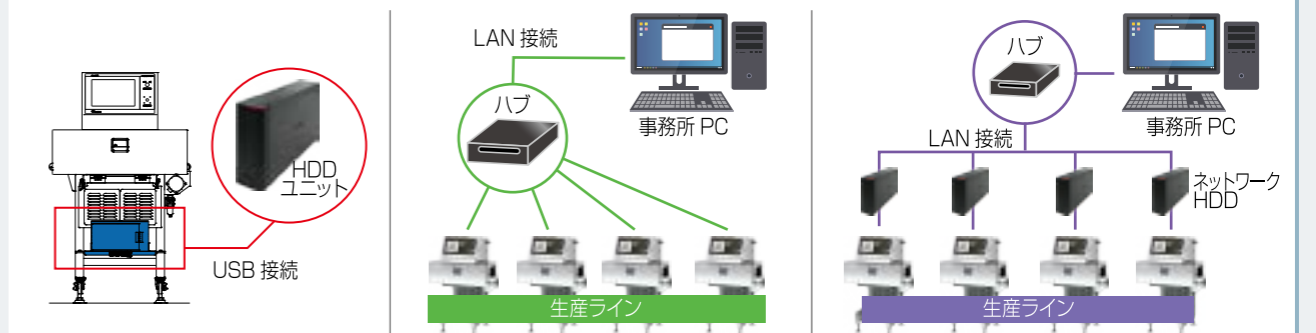 HDD
ユニット
USB 接続
LAN 接続
ハブ
事務所 PC
生産ライン
ハブ
事務所 PC
LAN 接続
ネットワーク
HDD
生産ライン